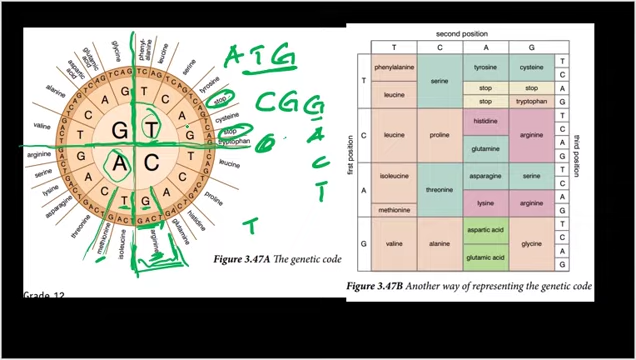 glycine
phenyl-
alanine
leucine
serine
tyrosine
stop
cysteine
stop
tryptophan
leucine
proline
histidine
glutamine
arginine
isoleucine
methionine
threonine
asparagine
lysine
serine
arginine
valine
alanine
aspartic
acid
glutamic
acid
G T
A C
ATG
CGG
A
C
T
T
Figure 3.47A The genetic code
Grade 12
second position
T C A G
first position
third position
T
phenylalanine
leucine
serine
tyrosine
stop
stop
cysteine
stop
tryptophan
T
C
A
G
C
leucine
proline
histidine
glutamine
arginine
T
C
A
G
A
isoleucine
methionine
threonine
asparagine
lysine
serine
arginine
T
C
A
G
G
valine
alanine
aspartic acid
glutamic acid
glycine
T
C
A
G
Figure 3.47B Another way of representing the genetic code